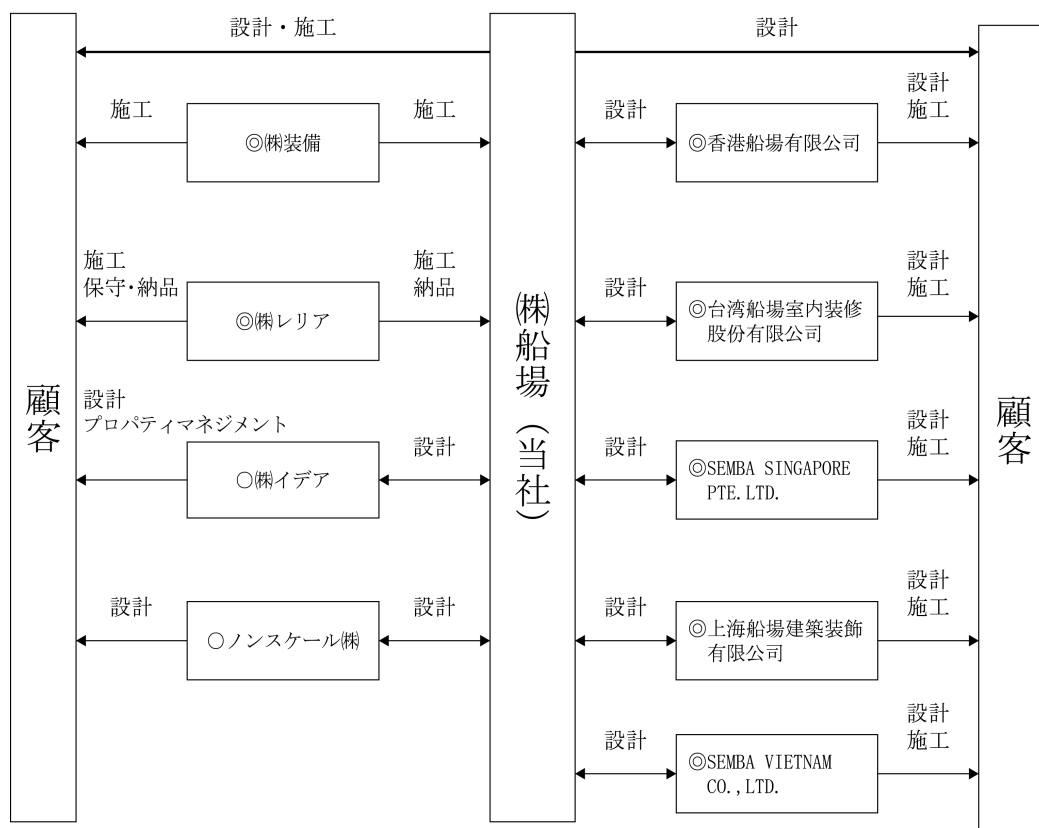 設計・施工
設計
施工
◎㈱装備
施工
設計
◎香港船場有限公司
設計
施工
施工
保守・納品
◎㈱レリア
施工
納品
設計
◎台湾船場室内装修
股份有限公司
設計
施工
顧客
㈱船場（当社）
顧客
設計
プロパティマネジメント
○㈱イデア
設計
設計
◎SEMBA SINGAPORE
PTE.LTD.
設計
施工
設計
○ノンスケール㈱
設計
設計
◎上海船場建築装飾
有限公司
設計
施工
設計
◎SEMBA VIETNAM
CO.,LTD.
設計
施工